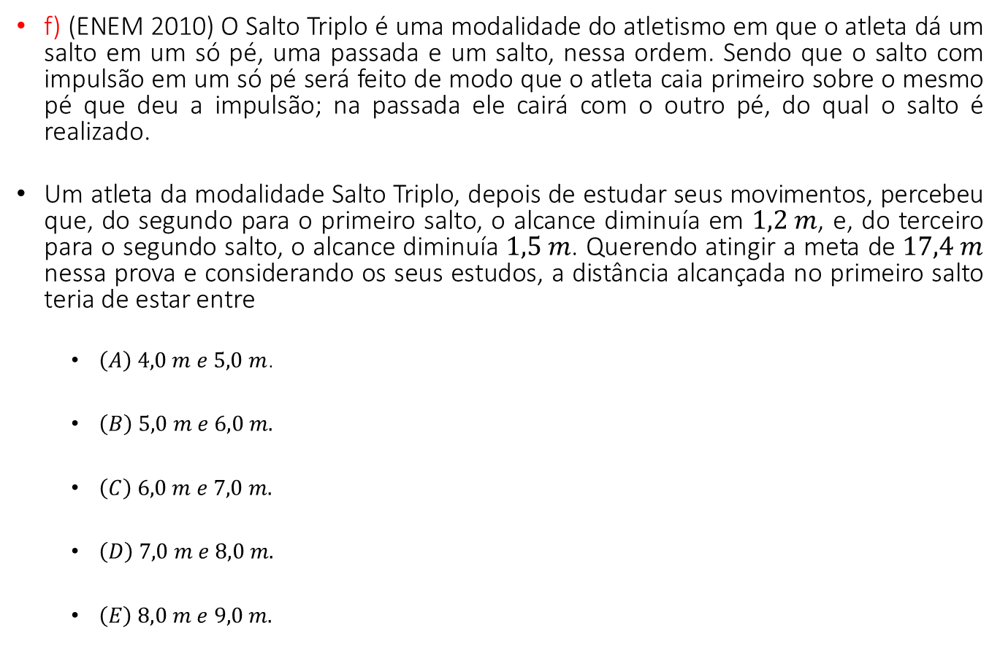 • f) (ENEM 2010) O Salto Triplo é uma modalidade do atletismo em que o atleta dá um
salto em um só pé, uma passada e um salto, nessa ordem. Sendo que o salto com
impulsão em um só pé será feito de modo que o atleta caia primeiro sobre o mesmo
pé que deu a impulsão; na passada ele cairá com o outro pé, do qual o salto é
realizado.
• Um atleta da modalidade Salto Triplo, depois de estudar seus movimentos, percebeu
que, do segundo para o primeiro salto, o alcance diminuía em 1,2 m, e, do terceiro
para o segundo salto, o alcance diminuía 1,5 m. Querendo atingir a meta de 17,4 m
nessa prova e considerando os seus estudos, a distância alcançada no primeiro salto
teria de estar entre
• (A) 4,0 m e 5,0 m.
• (B) 5,0 m e 6,0 m.
• (C) 6,0 m e 7,0 m.
• (D) 7,0 m e 8,0 m.
• (E) 8,0 m e 9,0 m.